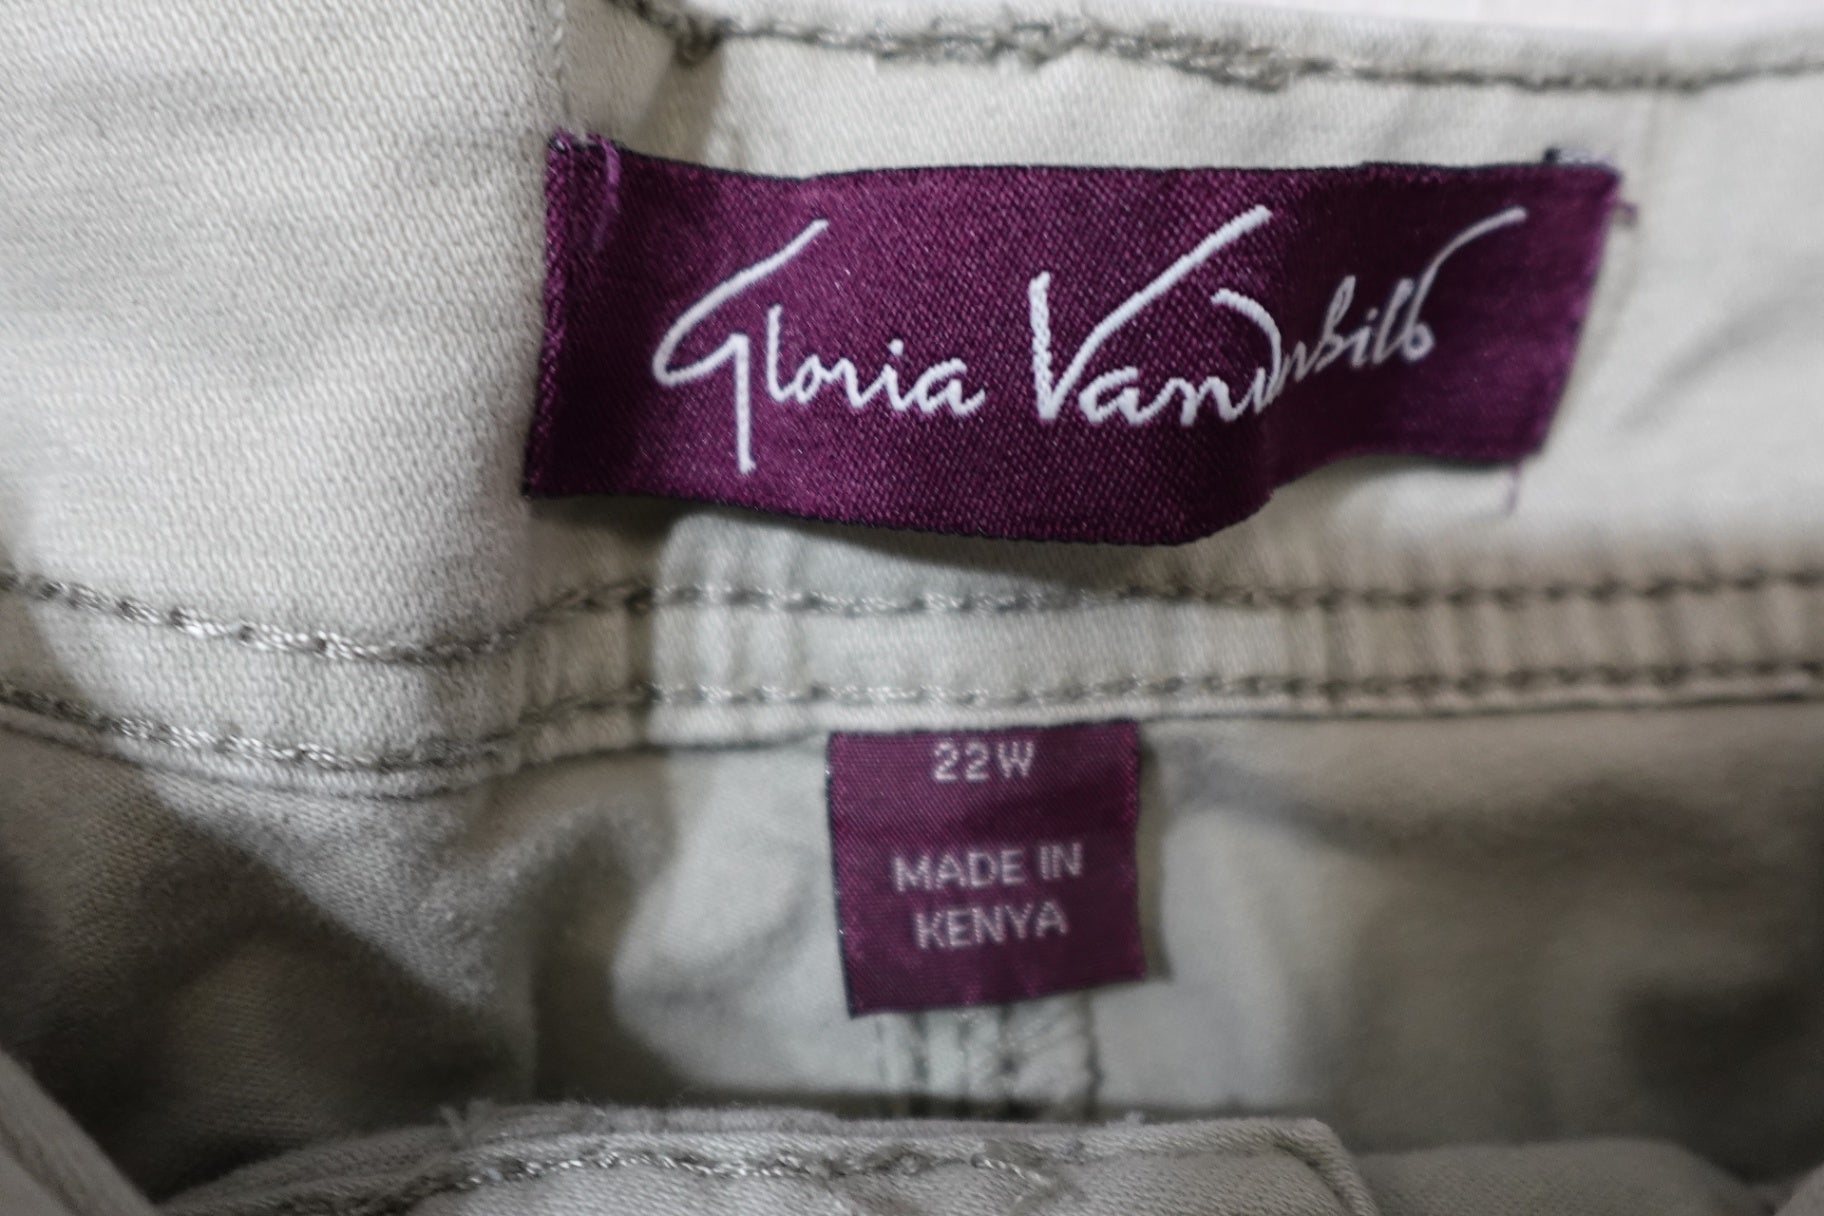 Gloria Vanderbilt
22W
MADE IN
KENYA